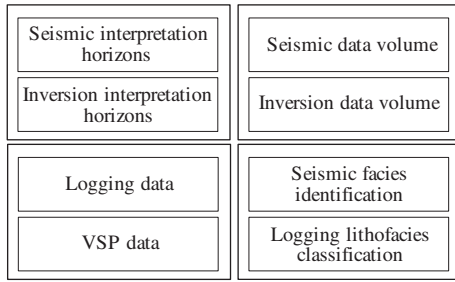 Seismic interpretation
horizons
Inversion interpretation
horizons
Seismic data volume
Inversion data volume
Logging data
VSP data
Seismic facies
identification
Logging lithofacies
classification